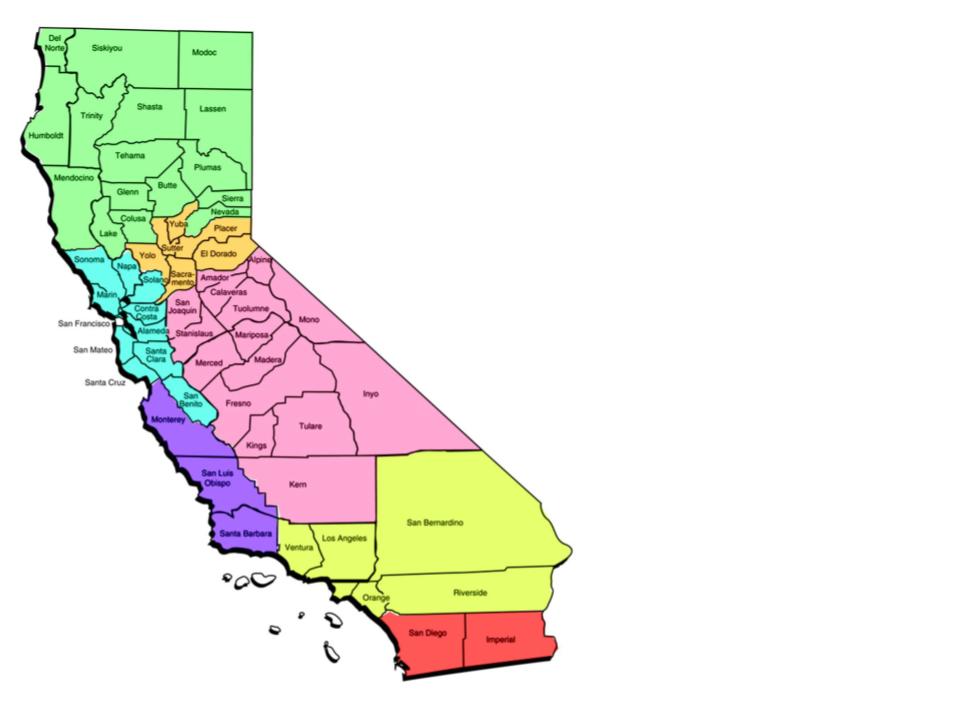 Del
Norte
Siskiyou
Modoc
Trinity
Shasta
Lassen
Humboldt
Tehama
Plumas
Mendocino
Butte
Glenn
Sierra
Colusa
Nevada
Yuba
Placer
Lake
Sutter
Yolo
El Dorado
Sonoma
Napa
Alpine
Sacra-
mento
Solano
Amador
Marin
Calaveras
San
Joaquin
Contra
Costa
Tuolumne
Mono
San Francisco
Alameda
Stanislaus
Mariposa
San Mateo
Santa
Clara
Merced
Madera
Santa Cruz
San
Benito
Fresno
Inyo
Monterey
Tulare
Kings
San Luis
Obispo
Kern
San Bernardino
Santa Barbara
Ventura
Los Angeles
Orange
Riverside
San Diego
Imperial